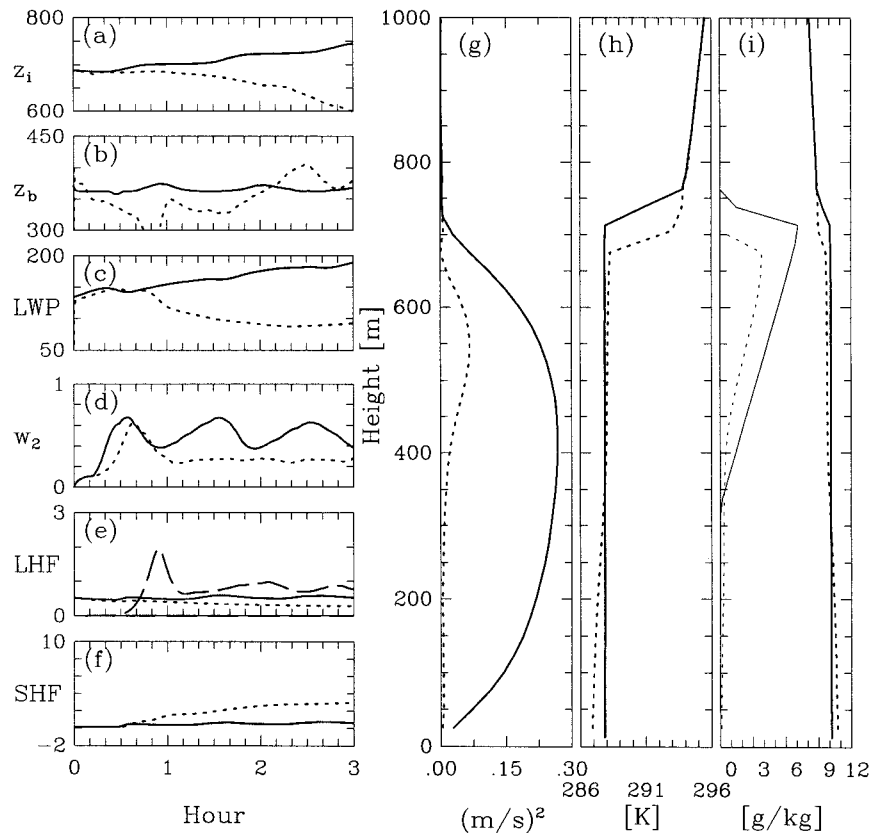 800
(a)
z_i
600
450
(b)
z_b
300
200
(c)
LWP
50
1
(d)
w_2
0
3
(e)
LHF
0
10
(f)
SHF
-2
0 1 2 3
Hour
1000
800
600
400
200
0
Height [m]
(g) (h) (i)
.00 .15 .30
286 291 296
0 3 6 9 12
(m/s)² [K] [g/kg]